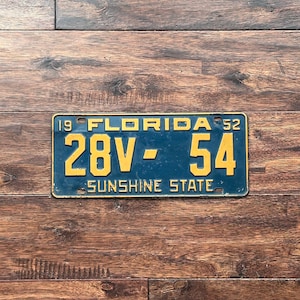 19 FLORIDA 52
28V - 54
SUNSHINE STATE